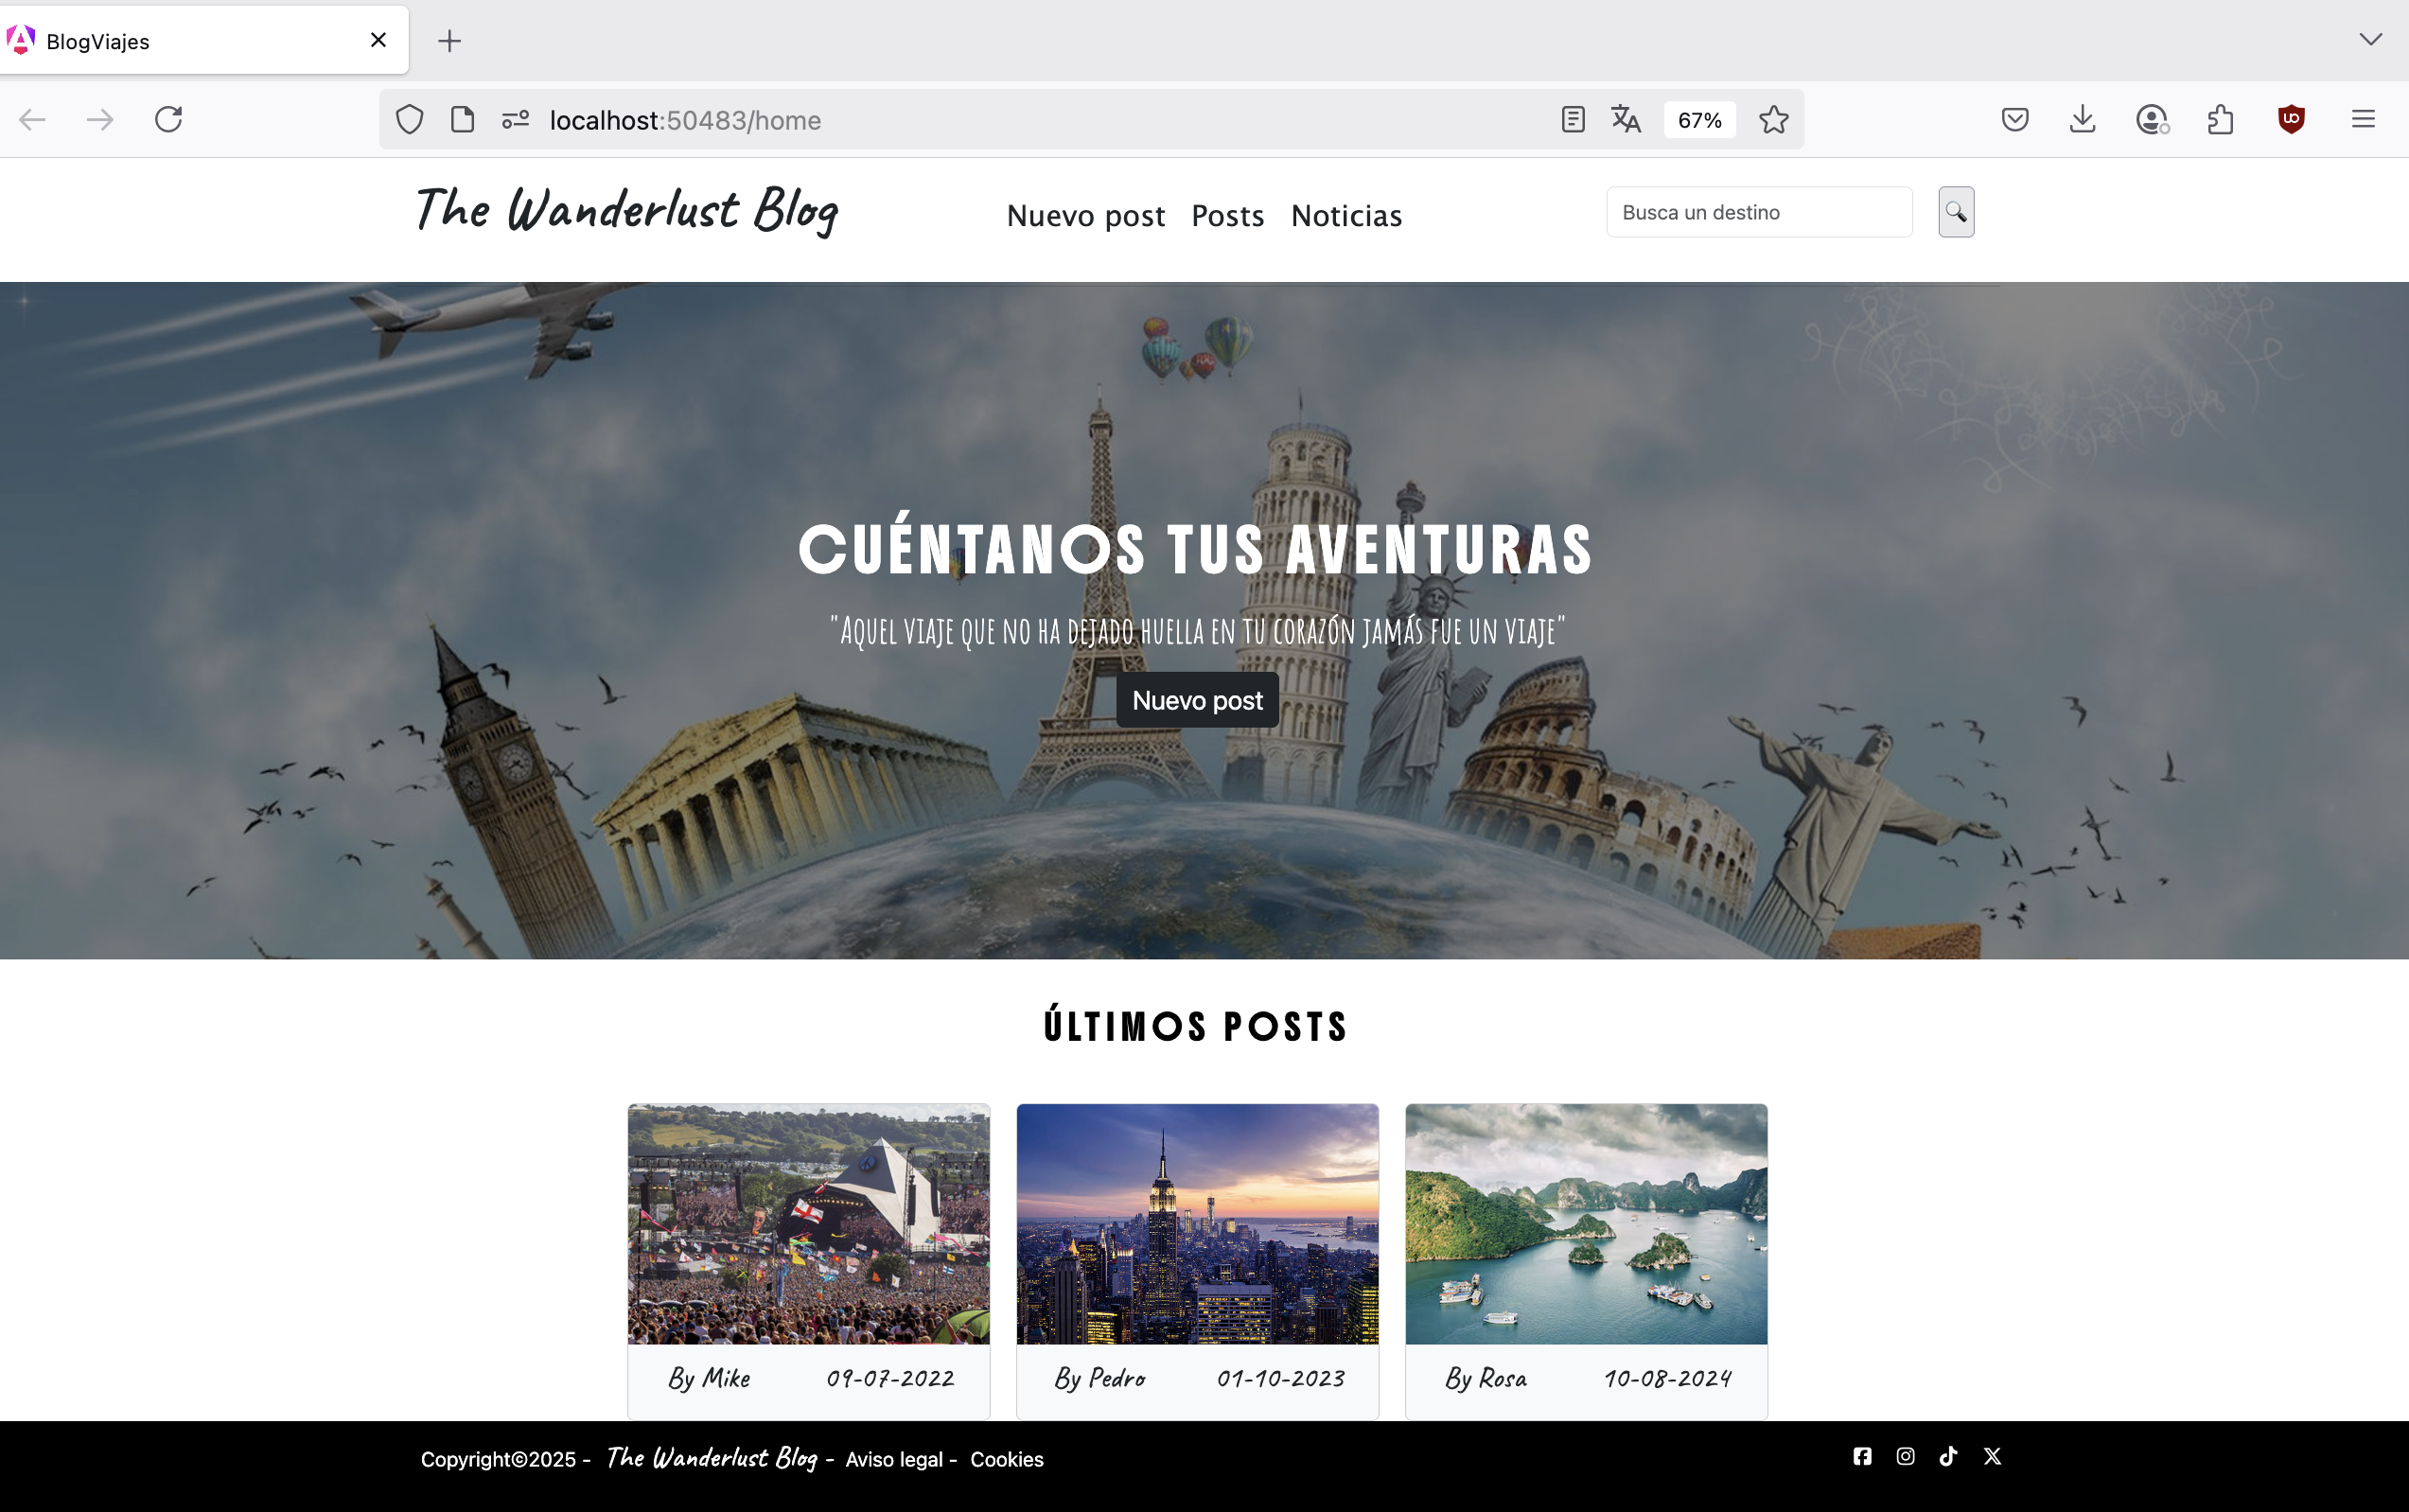 BlogViajes
localhost:50483/home
67%
The Wanderlust Blog
Nuevo post Posts Noticias
Busca un destino
CUÉNTANOS TUS AVENTURAS
"AQUEL VIAJE QUE NO HA DEJADO HUELLA EN TU CORAZÓN JAMÁS FUE UN VIAJE"
Nuevo post
ÚLTIMOS POSTS
By Mike 09-07-2022
By Pedro 01-10-2023
By Rosa 10-08-2024
Copyright©2025 - The Wanderlust Blog - Aviso legal - Cookies